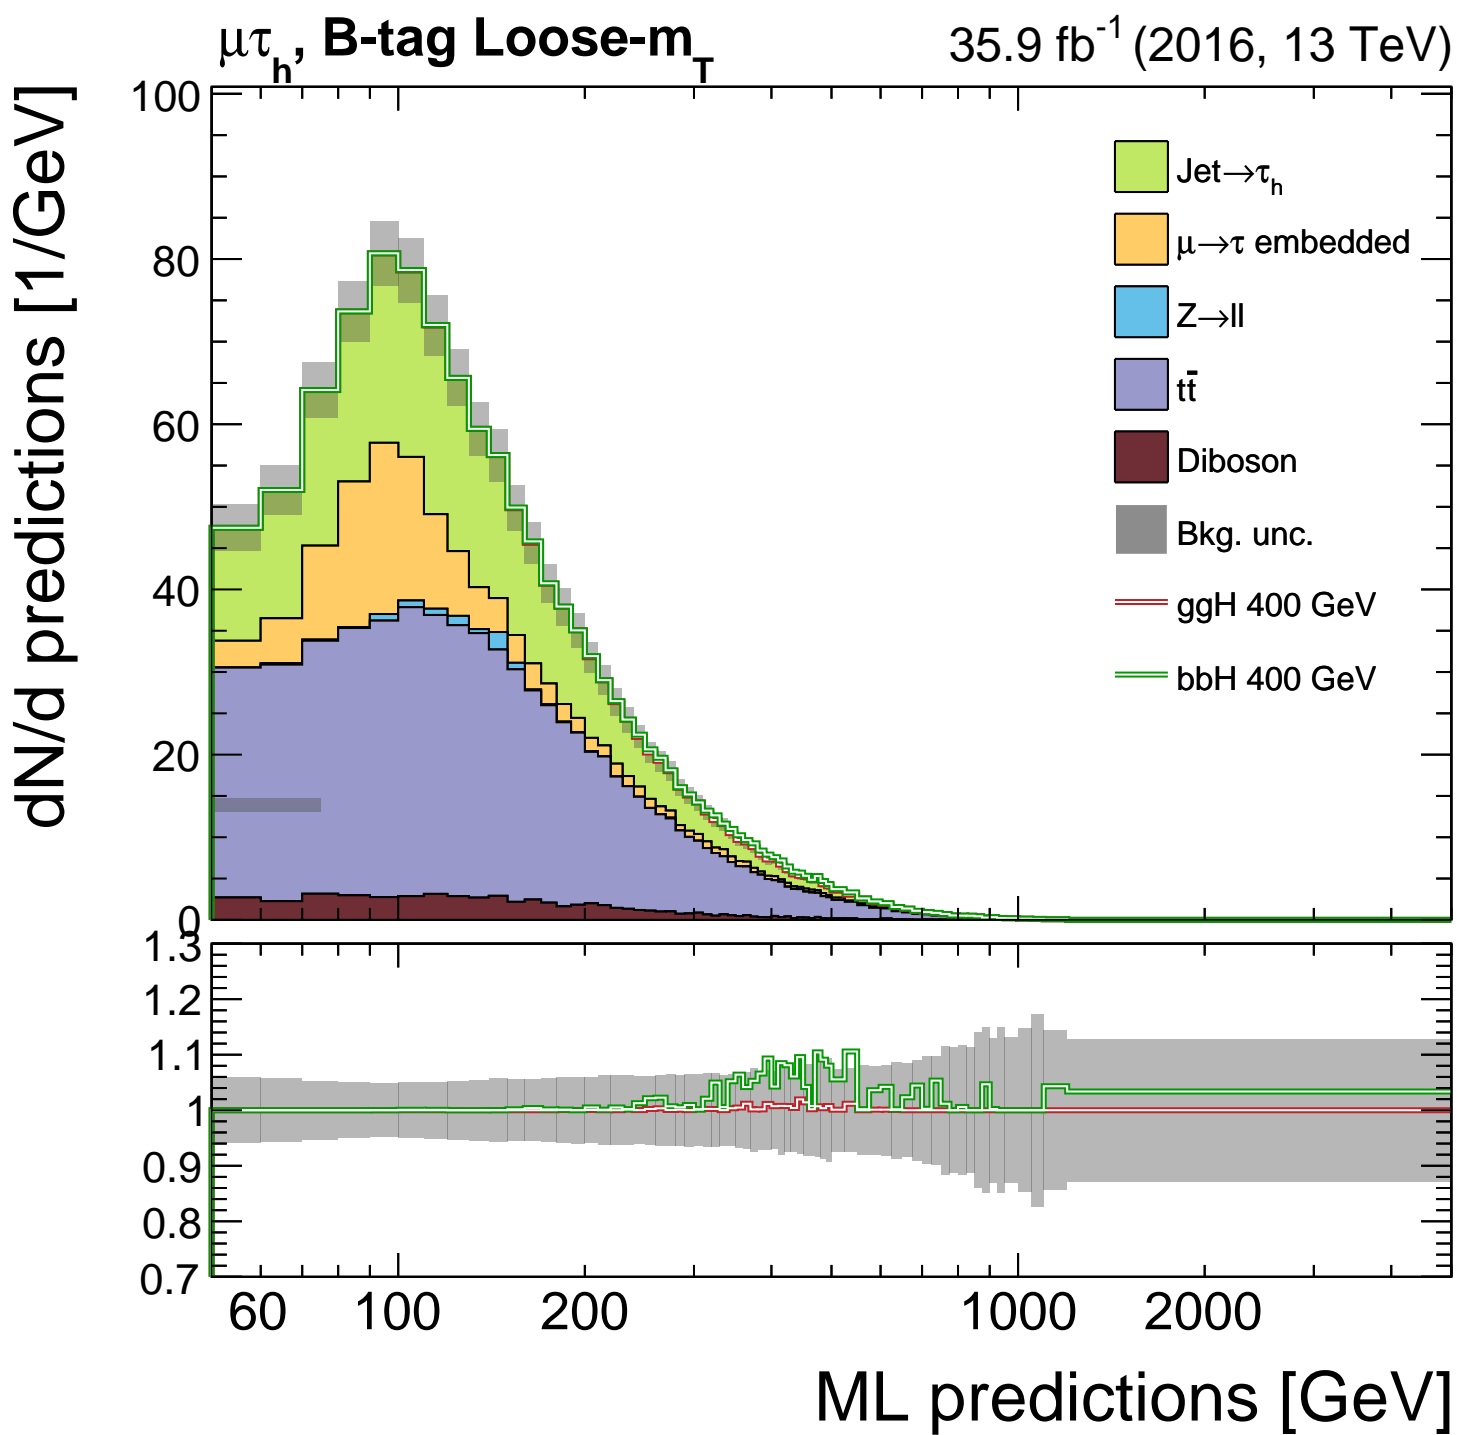 μτh, B-tag Loose-mT
35.9 fb-1 (2016, 13 TeV)
dN/d predictions [1/GeV]
100
80
60
40
20
0
Jet→τh
μ→τ embedded
Z→ll
tt̄
Diboson
Bkg. unc.
ggH 400 GeV
bbH 400 GeV
1.3
1.2
1.1
1
0.9
0.8
0.7
60 100 200 1000 2000
ML predictions [GeV]